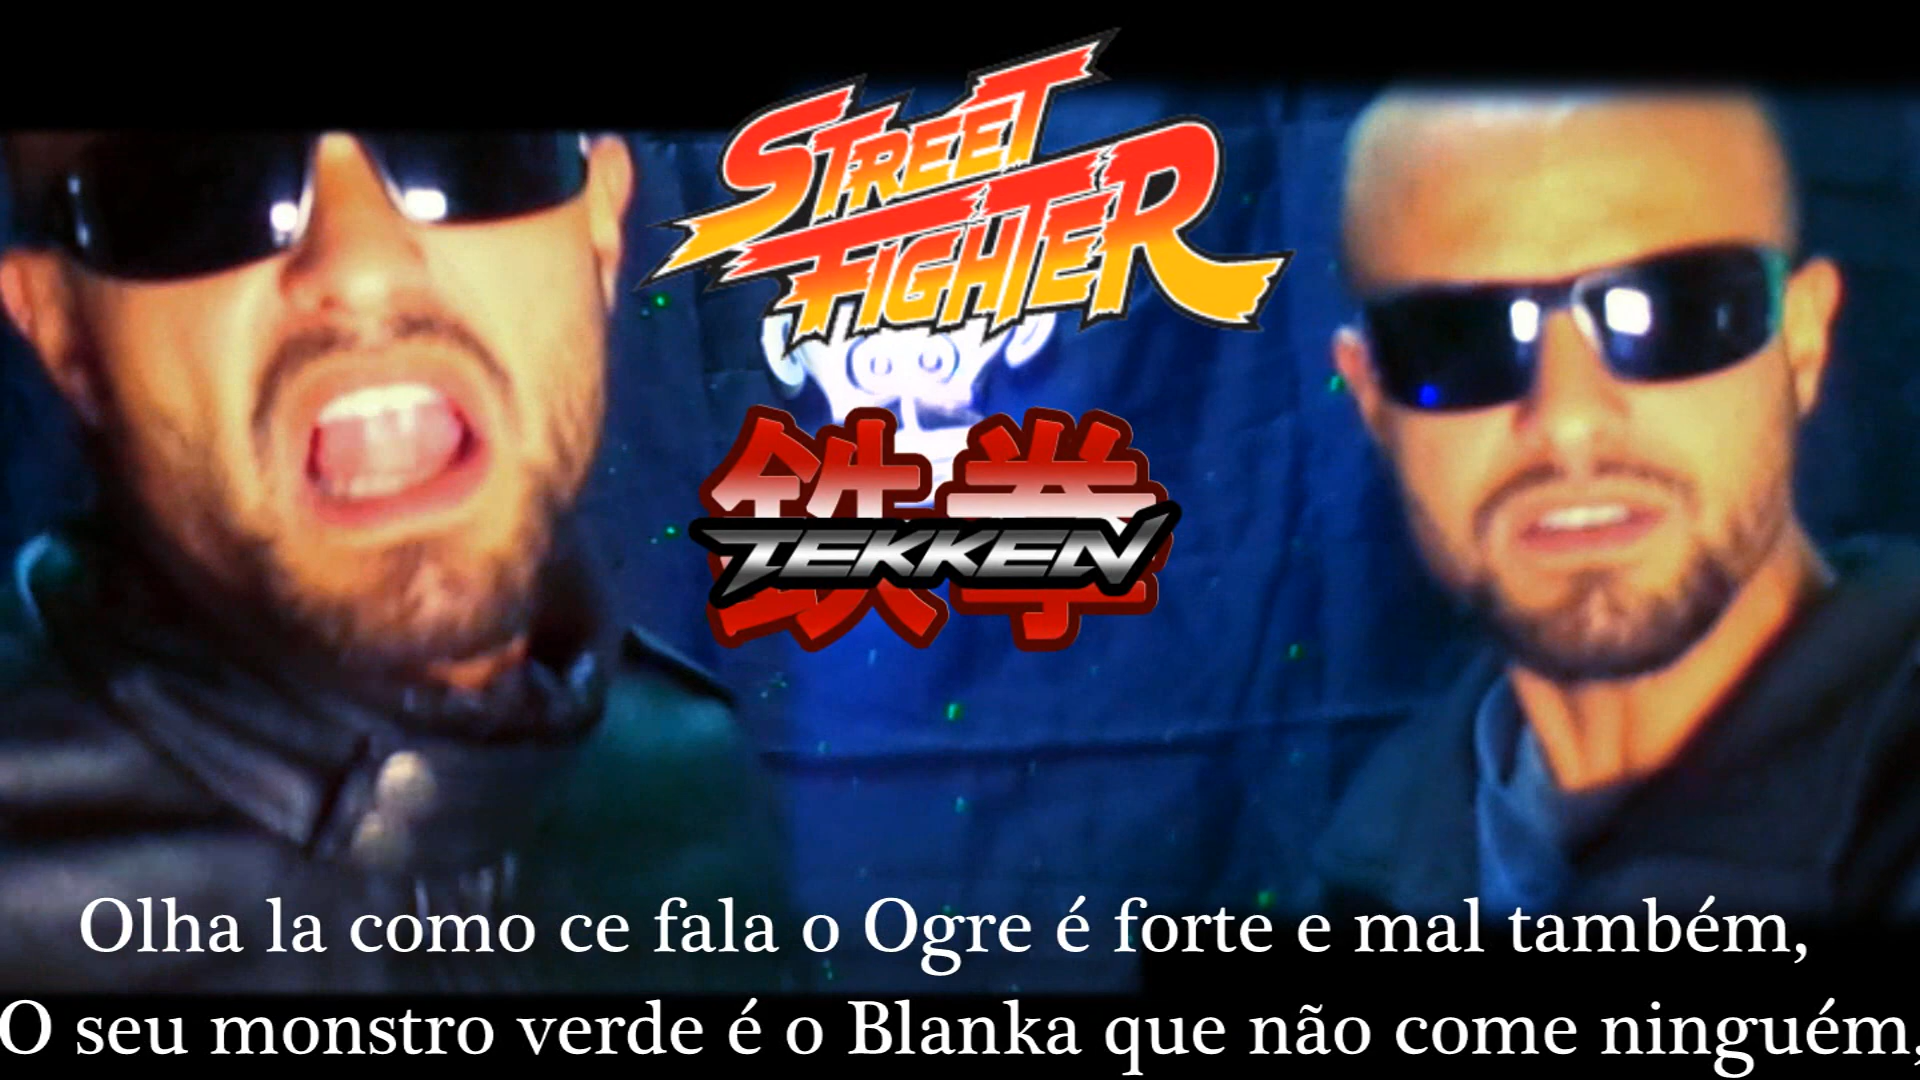 STREET
FIGHTER
鉄拳
TEKKEN
Olha la como ce fala o Ogre é forte e mal também,
O seu monstro verde é o Blanka que não come ninguém,